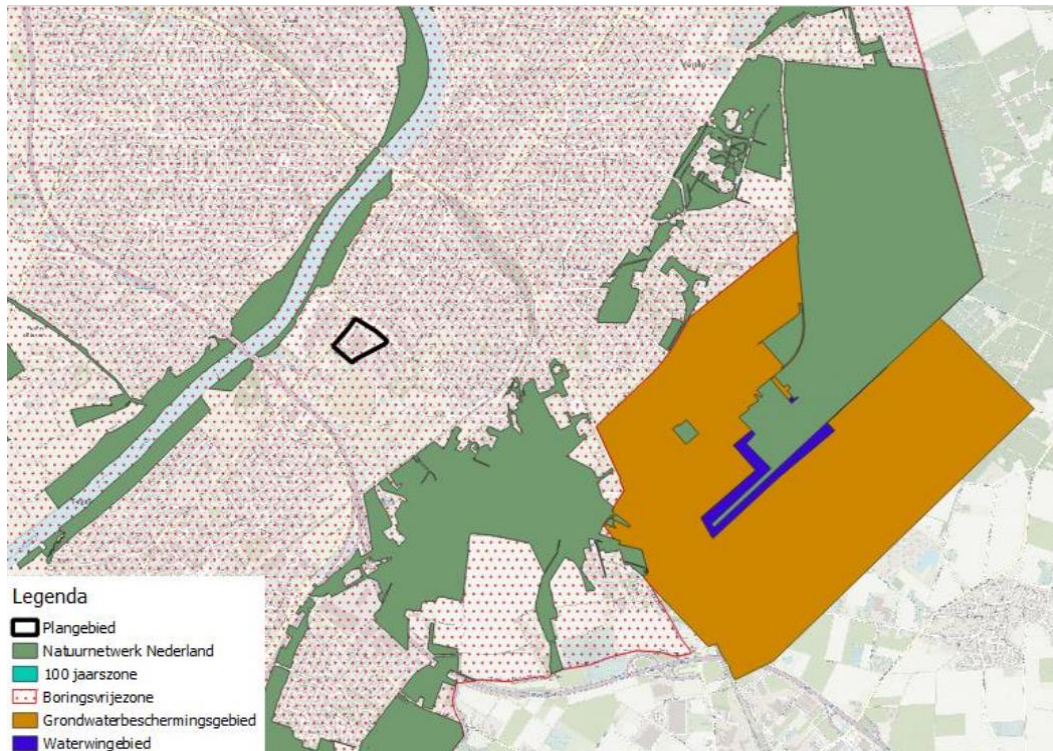 Legenda
Plangebied
Natuurnetwerk Nederland
100 jaarszone
Boringsvrijezone
Grondwaterbeschermingsgebied
Waterwingebied